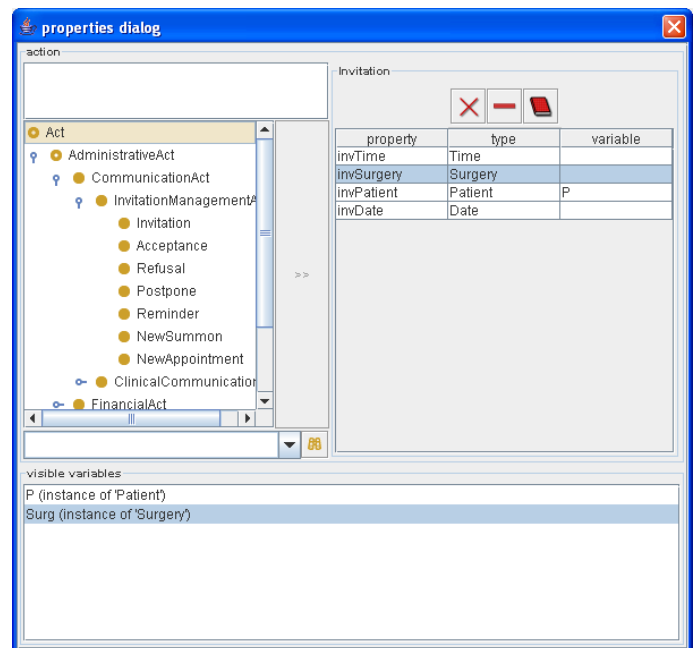 properties dialog
action
Invitation
Act
AdministrativeAct
CommunicationAct
InvitationManagementA
Invitation
Acceptance
Refusal
Postpone
Reminder
NewSummon
NewAppointment
ClinicalCommunication
FinancialAct
>>
property type variable
invTime Time
invSurgery Surgery
invPatient Patient P
invDate Date
visible variables
P (instance of 'Patient')
Surg (instance of 'Surgery')